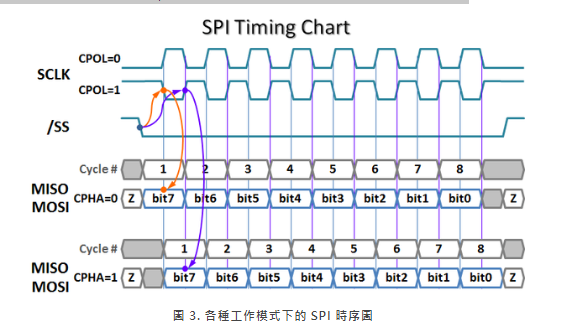 SPI Timing Chart
CPOL=0
SCLK
CPOL=1
/SS
Cycle # 1 2 3 4 5 6 7 8
MISO
MOSI CPHA=0 Z bit7 bit6 bit5 bit4 bit3 bit2 bit1 bit0 Z
Cycle # 1 2 3 4 5 6 7 8
MISO
MOSI CPHA=1 Z bit7 bit6 bit5 bit4 bit3 bit2 bit1 bit0 Z
圖 3. 各種工作模式下的 SPI 時序圖